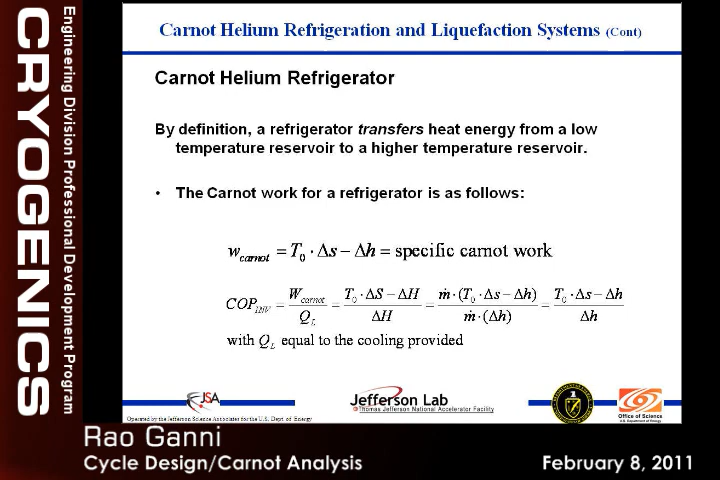 CRYOGENICS
Engineering Division Professional Development Program
Carnot Helium Refrigeration and Liquefaction Systems (Cont)
Carnot Helium Refrigerator
By definition, a refrigerator transfers heat energy from a low
temperature reservoir to a higher temperature reservoir.
• The Carnot work for a refrigerator is as follows:
w_carnot = T_0 · Δs − Δh = specific carnot work
COP_INV = W_carnot / Q_L = (T_0 · ΔS − ΔH) / ΔH = (ṁ · (T_0 · Δs − Δh)) / (ṁ · (Δh)) = (T_0 · Δs − Δh) / Δh
with Q_L equal to the cooling provided
JSA
Jefferson Lab
Thomas Jefferson National Accelerator Facility
Office of Science
U.S. Department of Energy
Operated by the Jefferson Science Associates for the U.S. Dept. of Energy
Rao Ganni
Cycle Design/Carnot Analysis
February 8, 2011